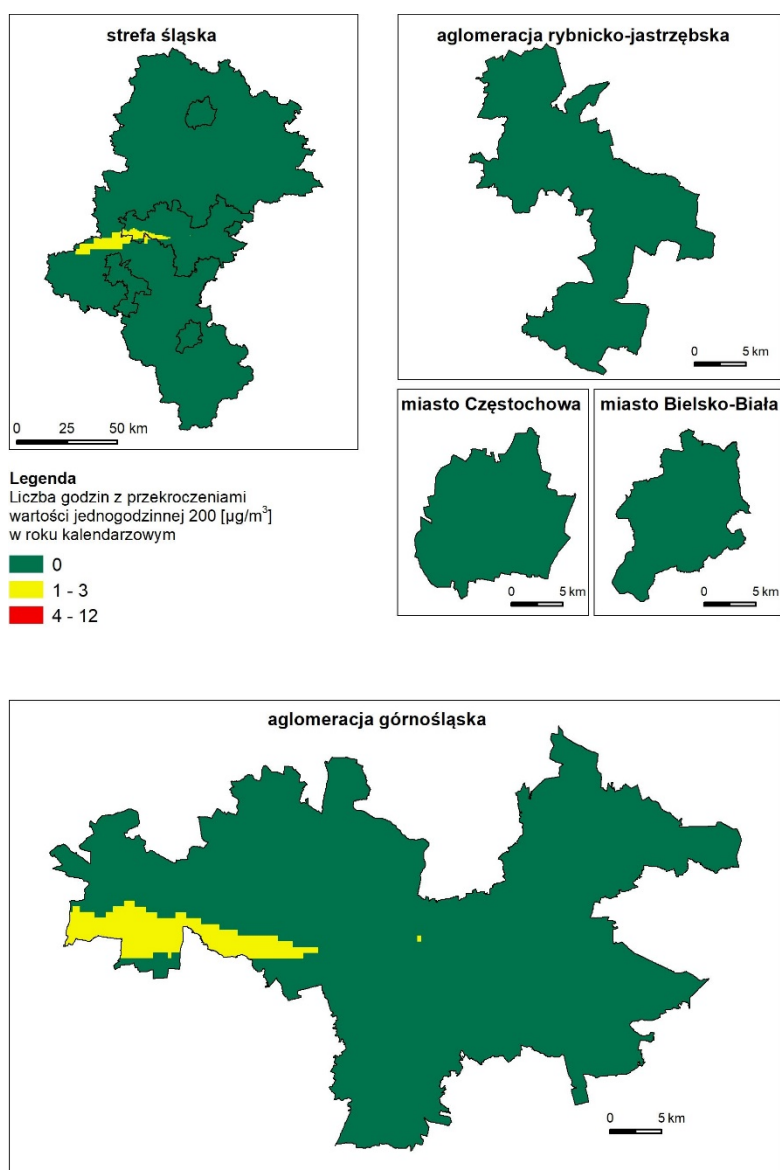 strefa śląska
0 25 50 km
aglomeracja rybnicko-jastrzębska
0 5 km
miasto Częstochowa
0 5 km
miasto Bielsko-Biała
0 5 km
Legenda
Liczba godzin z przekroczeniami
wartości jednogodzinnej 200 [µg/m³]
w roku kalendarzowym
0
1 - 3
4 - 12
aglomeracja górnośląska
0 5 km